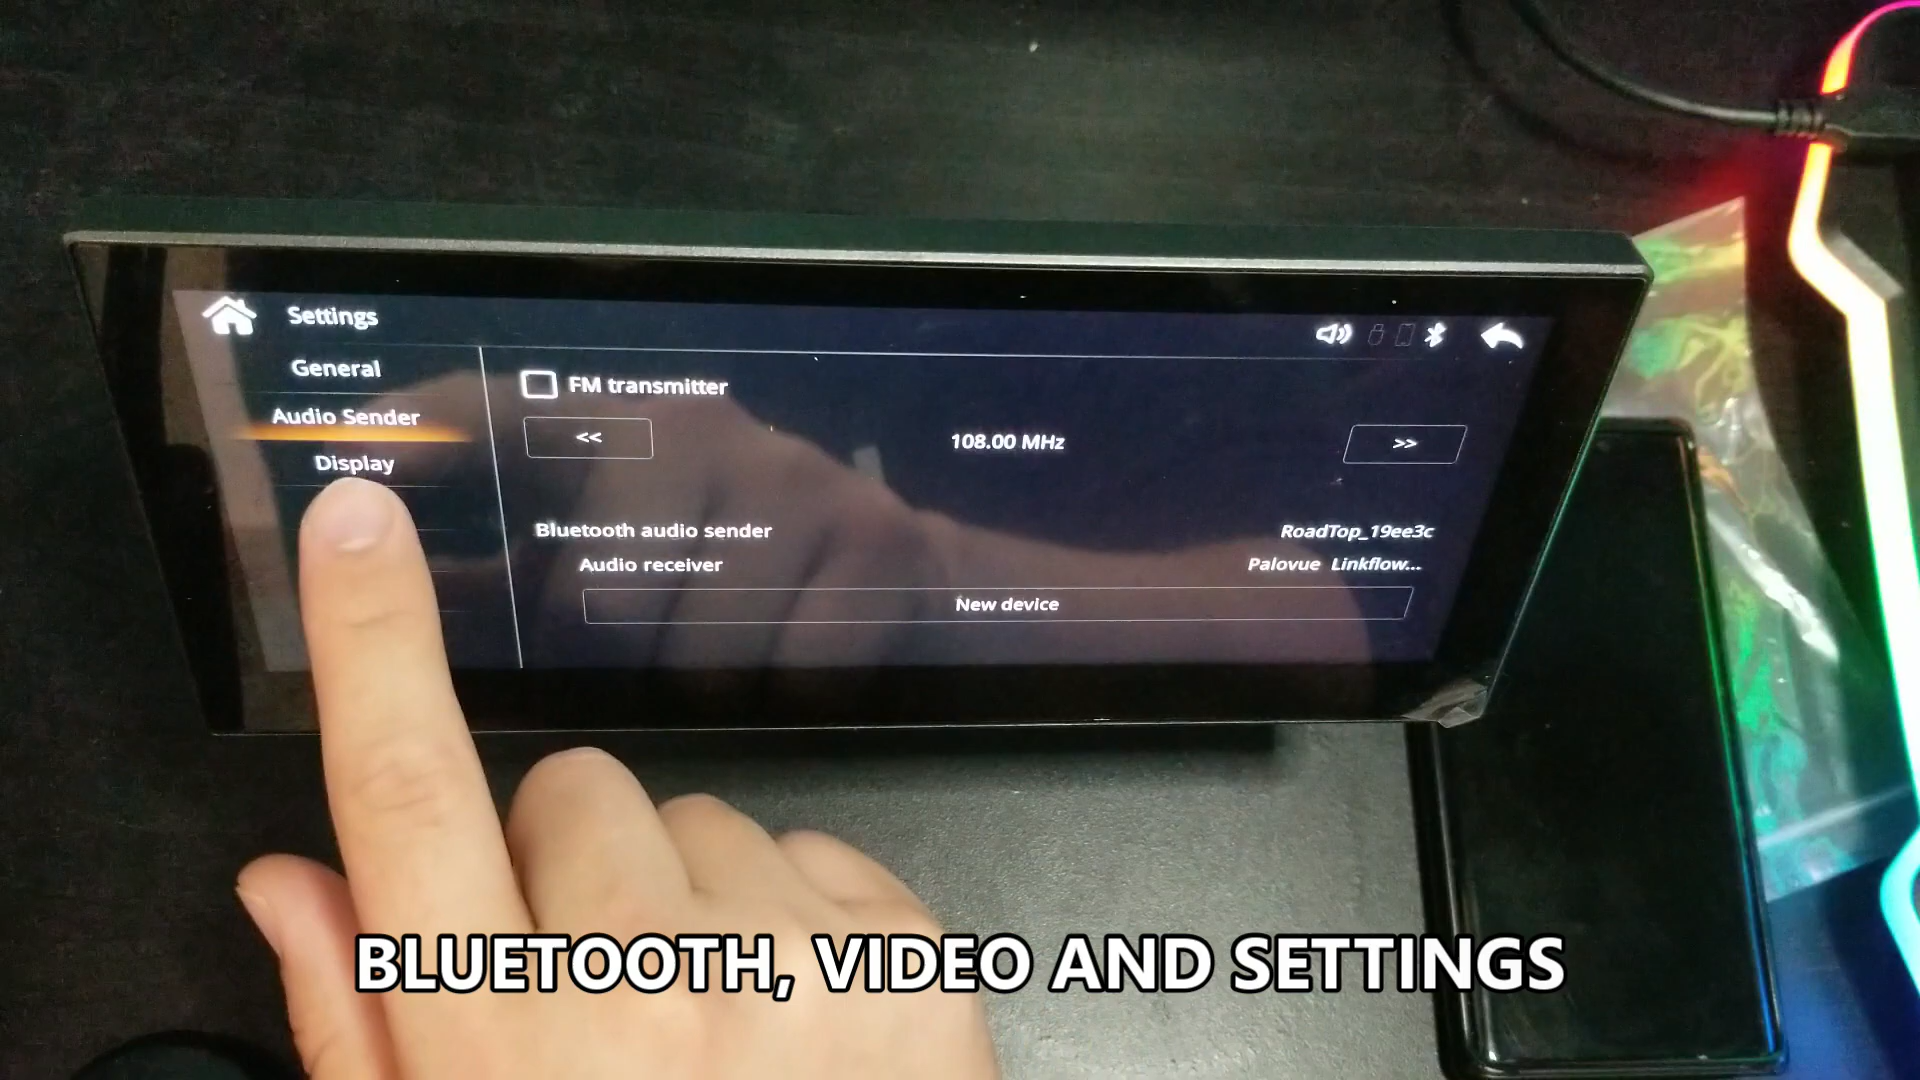 Settings
General
Audio Sender
Display
FM transmitter
<<
108.00 MHz
>>
Bluetooth audio sender
RoadTop_19ee3c
Audio receiver
Palovue Linkflow...
New device
BLUETOOTH, VIDEO AND SETTINGS